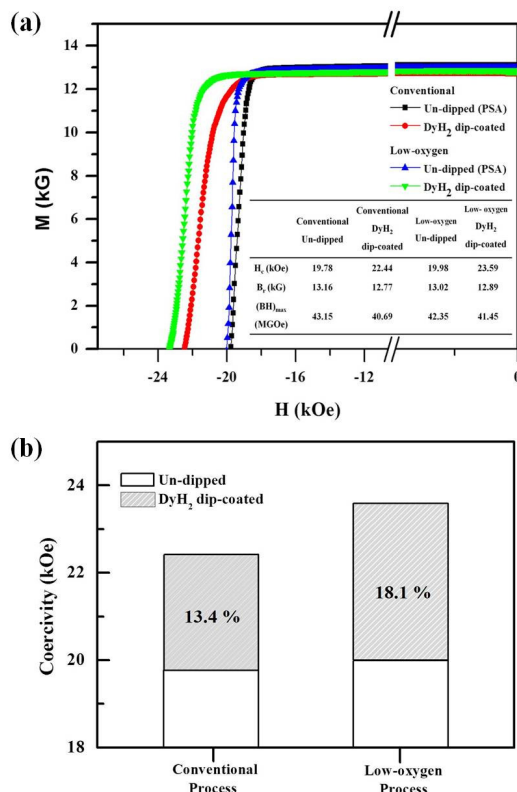 (a)
14
12
10
8
6
4
2
0
M (kG)
-24
-20
-16
-12
-8
-4
0
H (kOe)
Conventional
Un-dipped (PSA)
DyH₂ dip-coated
Low-oxygen
Un-dipped (PSA)
DyH₂ dip-coated
Conventional Un-dipped
Conventional DyH₂ dip-coated
Low-oxygen Un-dipped
Low- oxygen DyH₂ dip-coated
Hc (kOe) 19.78 22.44 19.98 23.59
Br (kG) 13.16 12.77 13.02 12.89
(BH)max (MGOe) 43.15 40.69 42.35 41.45
(b)
Un-dipped
DyH₂ dip-coated
24
22
20
18
Coercivity (kOe)
13.4 %
18.1 %
Conventional
Process
Low-oxygen
Process